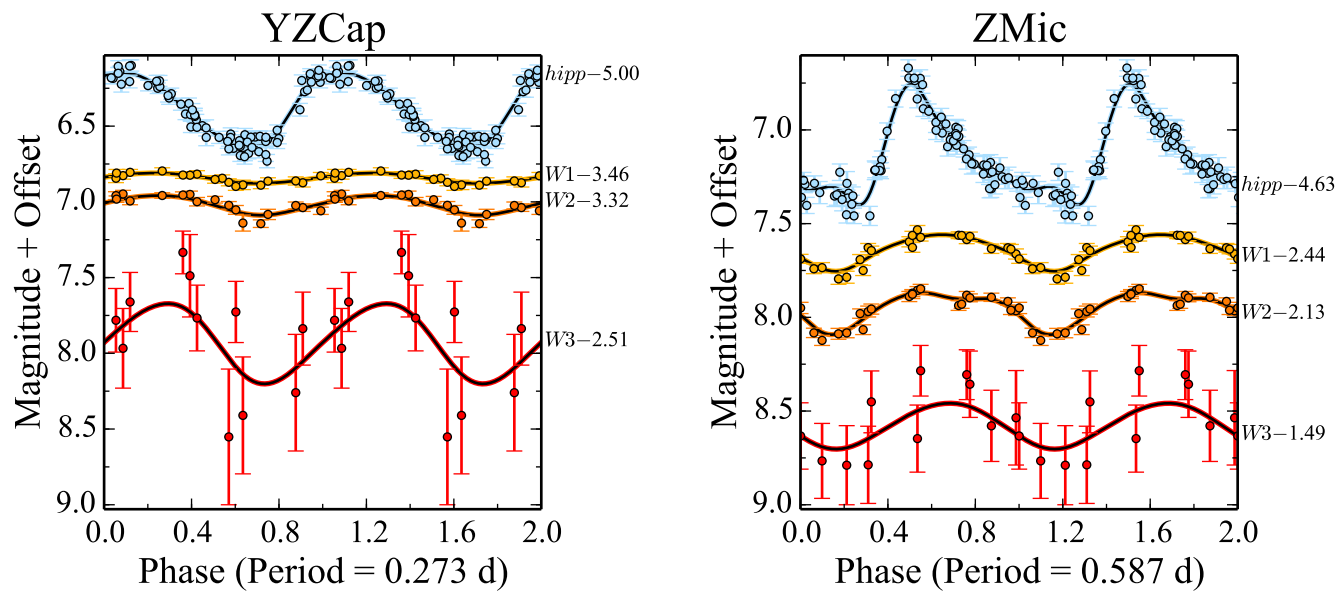 YZCap
Magnitude + Offset
6.5
7.0
7.5
8.0
8.5
9.0
hipp−5.00
W1−3.46
W2−3.32
W3−2.51
0.0 0.4 0.8 1.2 1.6 2.0
Phase (Period = 0.273 d)
ZMic
Magnitude + Offset
7.0
7.5
8.0
8.5
9.0
hipp−4.63
W1−2.44
W2−2.13
W3−1.49
0.0 0.4 0.8 1.2 1.6 2.0
Phase (Period = 0.587 d)